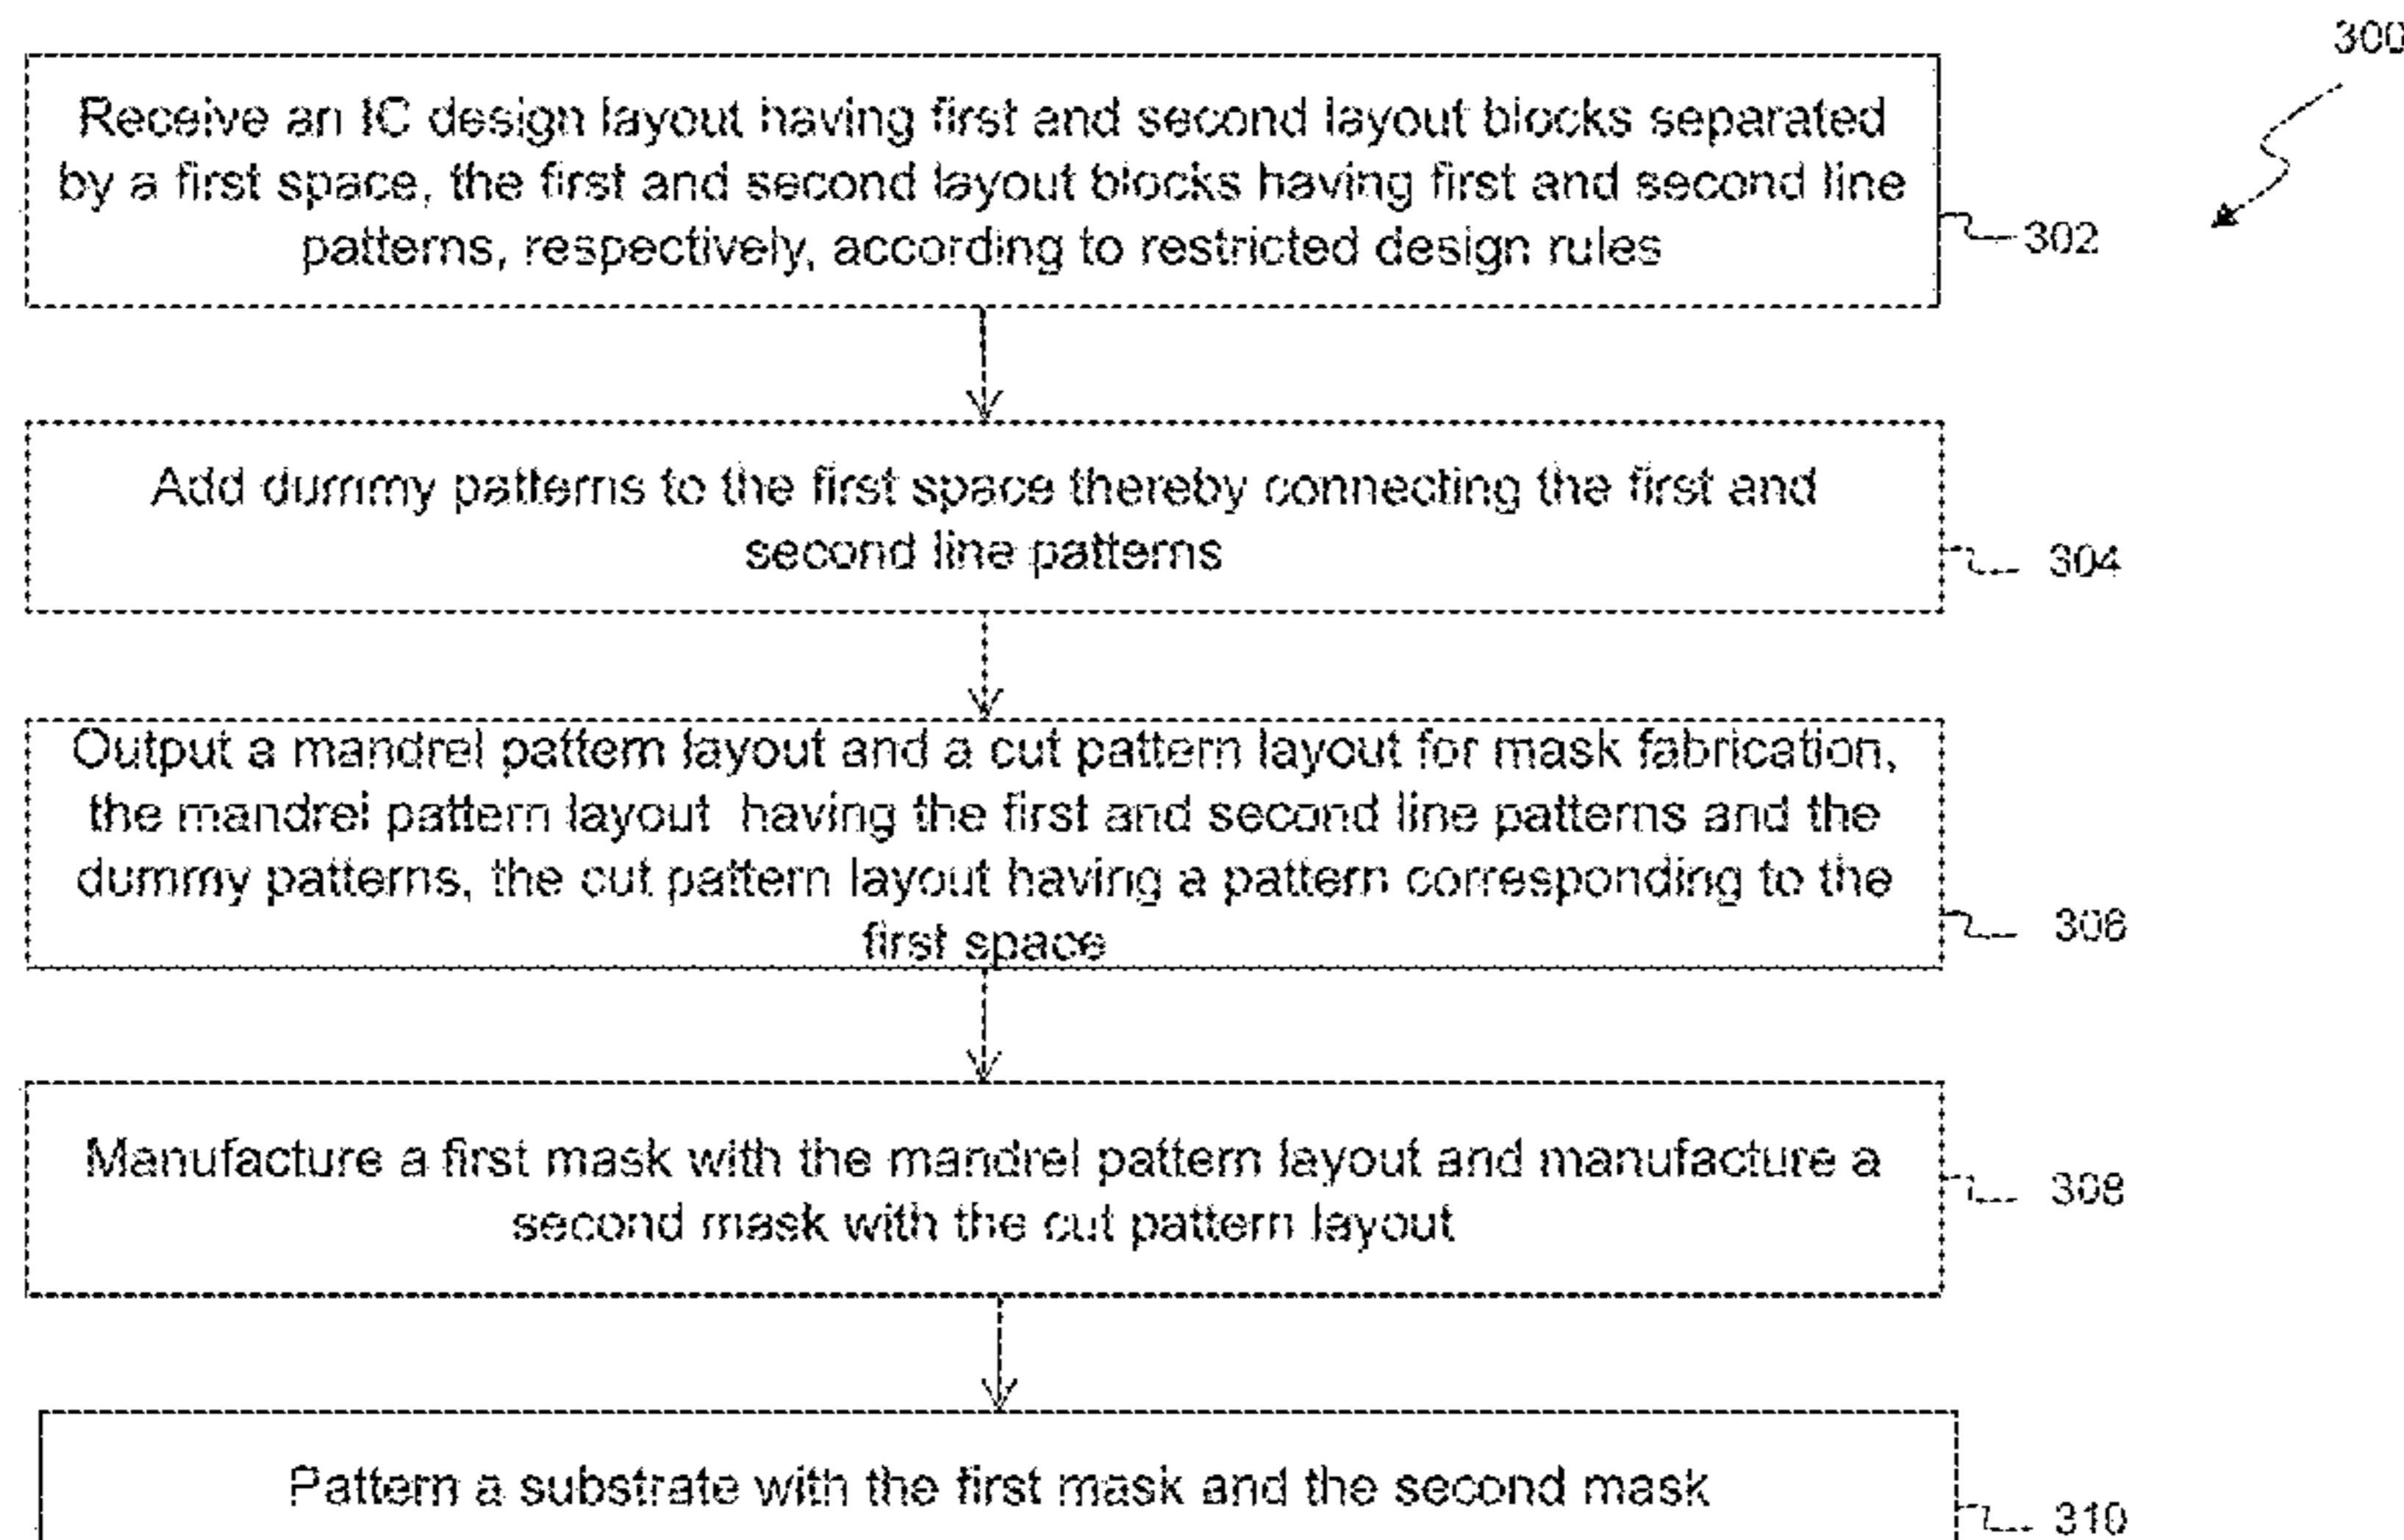 300
Receive an IC design layout having first and second layout blocks separated
by a first space, the first and second layout blocks having first and second line
patterns, respectively, according to restricted design rules
302
Add dummy patterns to the first space thereby connecting the first and
second line patterns
304
Output a mandrel pattern layout and a cut pattern layout for mask fabrication,
the mandrel pattern layout having the first and second line patterns and the
dummy patterns, the cut pattern layout having a pattern corresponding to the
first space
306
Manufacture a first mask with the mandrel pattern layout and manufacture a
second mask with the cut pattern layout
308
Pattern a substrate with the first mask and the second mask
310